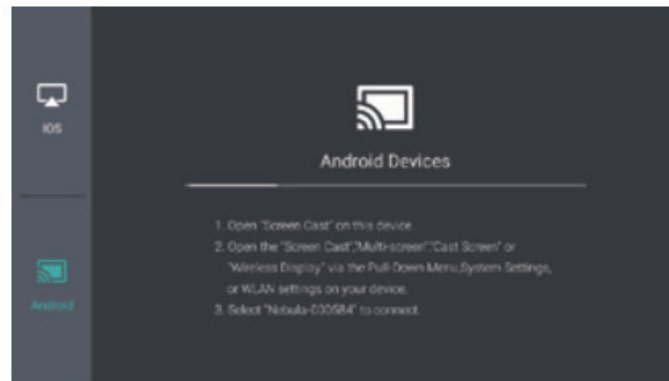 iOS
Android
Android Devices
1. Open "Screen Cast" on this device.
2. Open the "Screen Cast","Multi-screen","Cast Screen" or
"Wireless Display" via the Pull-Down Menu,System Settings,
or WLAN settings on your device.
3. Select "Nebula-030584" to connect.